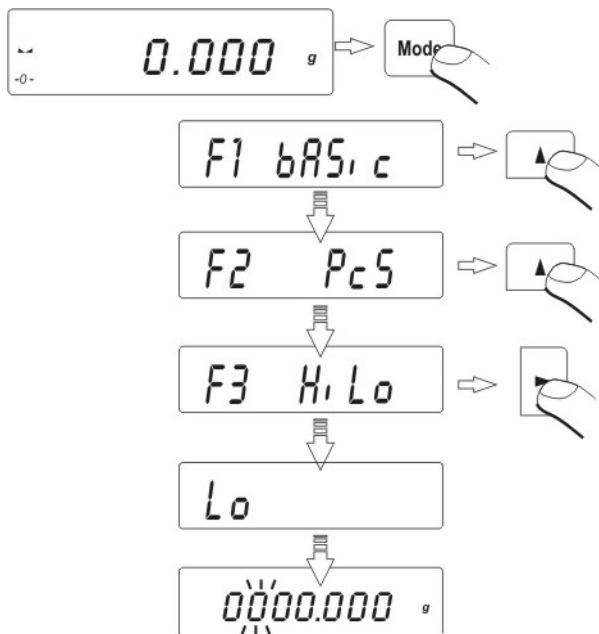 -0- 0.000 g Mode
F1 bASic
F2 PcS
F3 HiLo
Lo
0000.000 g